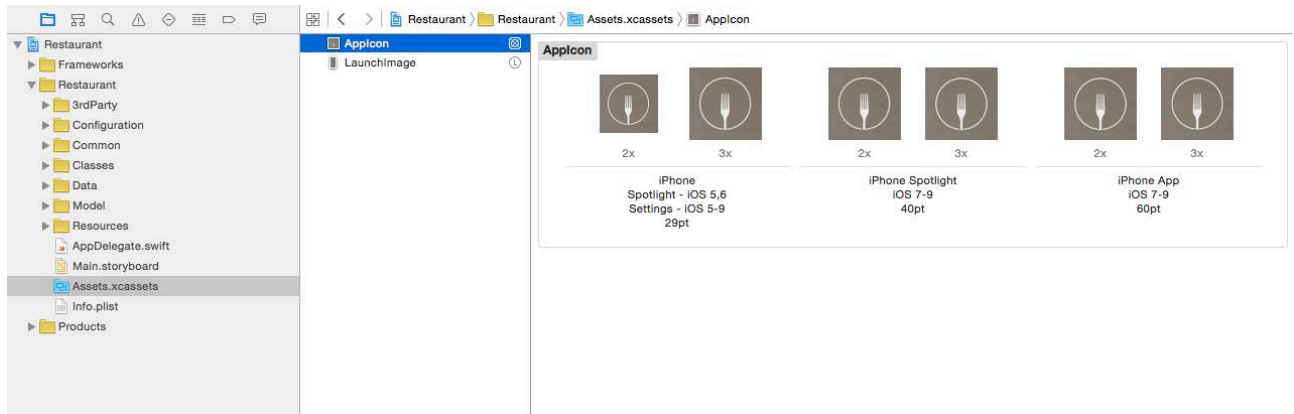 Restaurant Restaurant Assets.xcassets AppIcon
Restaurant
Frameworks
Restaurant
3rdParty
Configuration
Common
Classes
Data
Model
Resources
AppDelegate.swift
Main.storyboard
Assets.xcassets
Info.plist
Products
AppIcon
LaunchImage L
AppIcon
2x 3x 2x 3x 2x 3x
iPhone
Spotlight - iOS 5,6
Settings - iOS 5-9
29pt
iPhone Spotlight
iOS 7-9
40pt
iPhone App
iOS 7-9
60pt